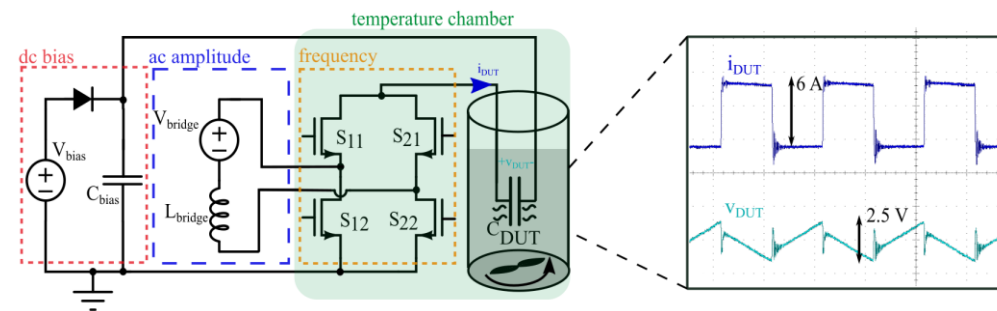 temperature chamber
dc bias
ac amplitude
frequency
i_DUT
V_bridge
V_bias
C_bias
L_bridge
S_11
S_21
S_12
S_22
+v_DUT-
C_DUT
i_DUT
6 A
v_DUT
2.5 V